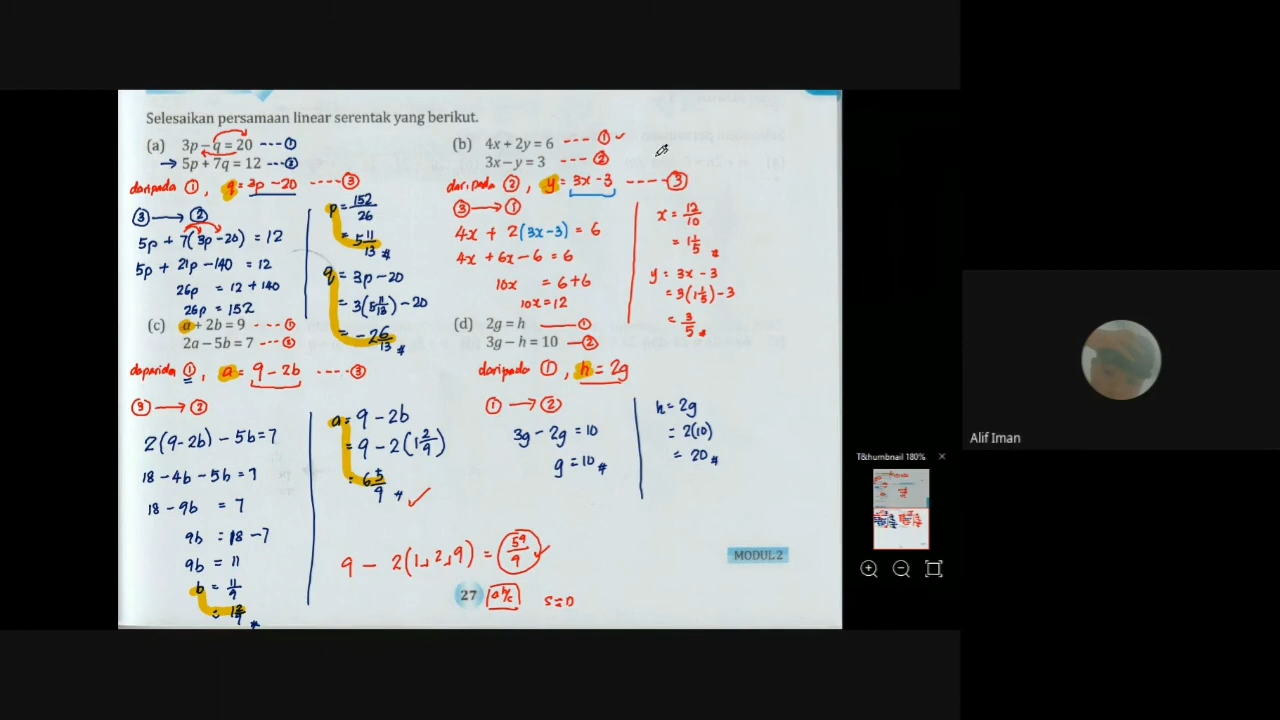 Selesaikan persamaan linear serentak yang berikut.
(a) 3p − q = 20 ---- ①
→ 5p + 7q = 12 ---- ②
daripada ①, q = 3p − 20 ---- ③
③ → ②
5p + 7(3p − 20) = 12
5p + 21p − 140 = 12
26p = 12 + 140
26p = 152
p = 152/26
= 5 11/13 #
q = 3p − 20
= 3(5 11/13) − 20
= − 26/13 #
(b) 4x + 2y = 6 ---- ① ✓
3x − y = 3 ---- ②
daripada ②, y = 3x − 3 ---- ③
③ → ①
4x + 2(3x − 3) = 6
4x + 6x − 6 = 6
10x = 6 + 6
10x = 12
x = 12/10
= 1 1/5 #
y = 3x − 3
= 3(1 1/5) − 3
= 3/5 #
(c) a + 2b = 9 ---- ①
2a − 5b = 7 ---- ②
①, a = 9 − 2b ---- ③
③ → ②
2(9 − 2b) − 5b = 7
18 − 4b − 5b = 7
18 − 9b = 7
9b = 18 − 7
9b = 11
b = 11/9
= 1 2/9 #
a = 9 − 2b
= 9 − 2(1 2/9)
= 6 5/9 # ✓
(d) 2g = h —— ①
3g − h = 10 — ②
daripada ①, h = 2g
① → ②
3g − 2g = 10
g = 10 #
h = 2g
= 2(10)
= 20 #
9 − 2(1⌟2⌟9) = 59/9 ✓
MODUL 2
27 ab/c S⇔D
Alif Iman
T&humbnail 180% ×